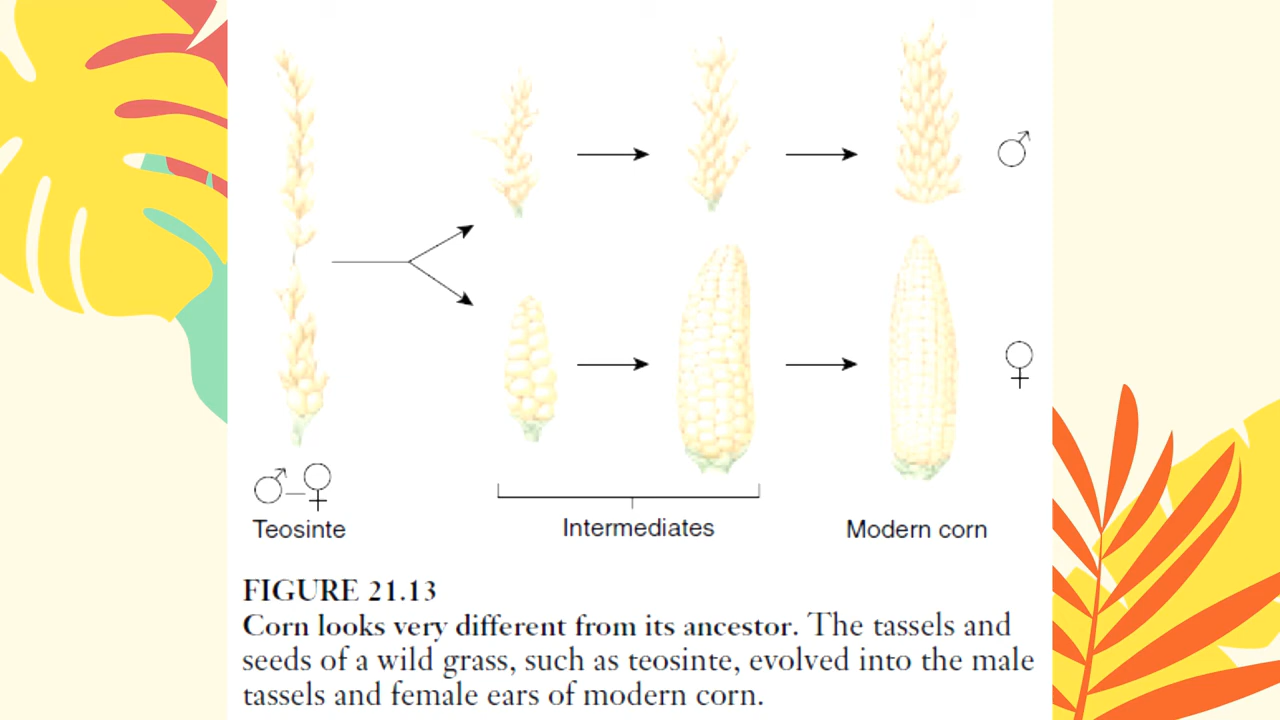 ♂–♀
Teosinte
Intermediates
Modern corn
♂
♀
FIGURE 21.13
Corn looks very different from its ancestor. The tassels and
seeds of a wild grass, such as teosinte, evolved into the male
tassels and female ears of modern corn.